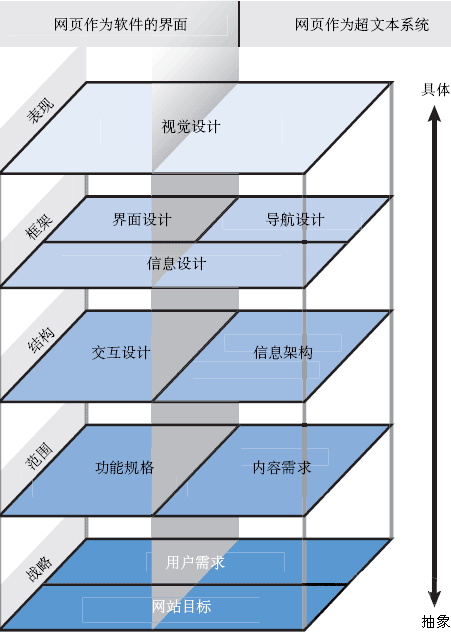 网页作为软件的界面
网页作为超文本系统
具体
表现
视觉设计
框架
界面设计
导航设计
信息设计
结构
交互设计
信息架构
范围
功能规格
内容需求
战略
用户需求
网站目标
抽象